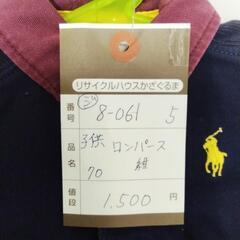 リサイクルハウスかざぐるま
番号 ジ 8-061 5
品名 子供 ロンパース
70 紺
値段 1,500 円